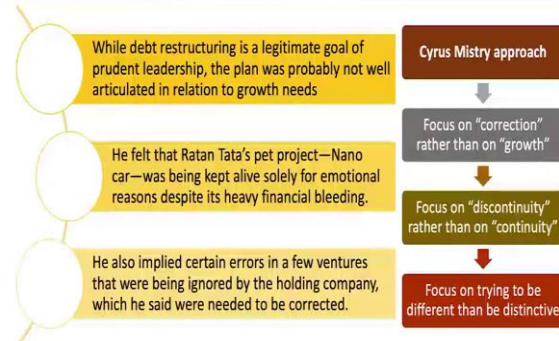 While debt restructuring is a legitimate goal of
prudent leadership, the plan was probably not well
articulated in relation to growth needs
He felt that Ratan Tata's pet project—Nano
car—was being kept alive solely for emotional
reasons despite its heavy financial bleeding.
He also implied certain errors in a few ventures
that were being ignored by the holding company,
which he said were needed to be corrected.
Cyrus Mistry approach
Focus on "correction"
rather than on "growth"
Focus on "discontinuity"
rather than on "continuity"
Focus on trying to be
different than be distinctive